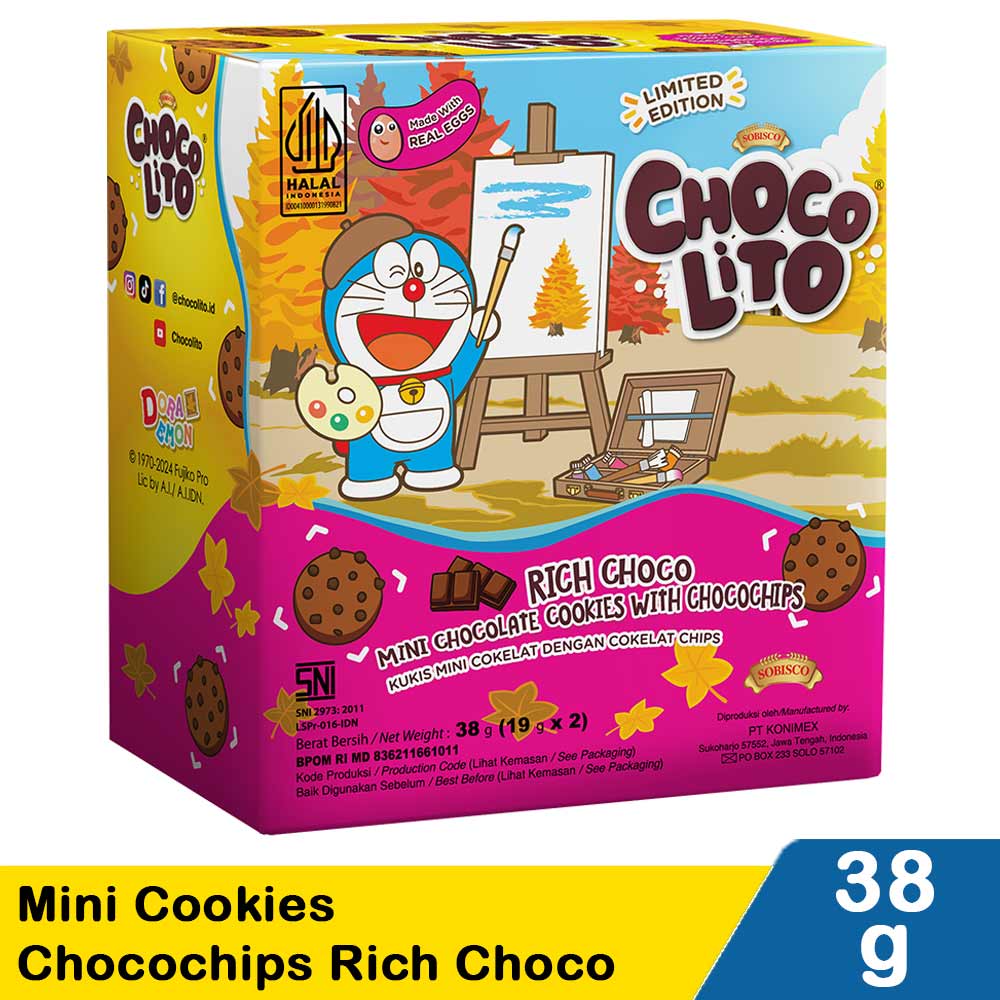 CHOCO
LiTO
@chocolito.id
Chocolito
DORA
EMON
© 1970-2024 Fujiko Pro
Lic by A.I./ A.I.IDN.
HALAL
INDONESIA
ID00410000131990821
Made With
REAL EGGS
LIMITED
EDITION
SOBISCO
CHOCO
LiTO®
RICH CHOCO
MINI CHOCOLATE COOKIES WITH CHOCOCHIPS
KUKIS MINI COKELAT DENGAN COKELAT CHIPS
SOBISCO
SNI
SNI 2973: 2011
LSPr-016-IDN
Berat Bersih / Net Weight : 38 g (19 g x 2)
BPOM RI MD 836211661011
Kode Produksi / Production Code (Lihat Kemasan / See Packaging)
Baik Digunakan Sebelum / Best Before (Lihat Kemasan / See Packaging)
Diproduksi oleh/Manufactured by:
PT KONIMEX
Sukoharjo 57552, Jawa Tengah, Indonesia
PO BOX 233 SOLO 57102
Mini Cookies
Chocochips Rich Choco
38
g